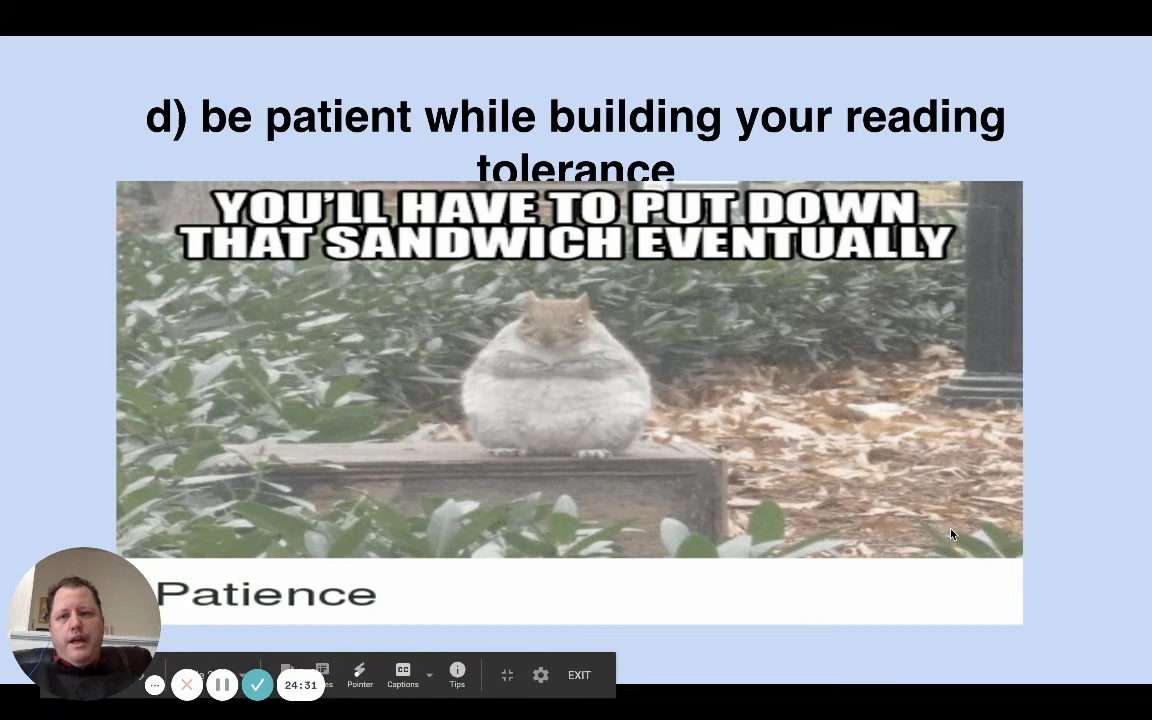 d) be patient while building your reading
tolerance
YOU'LL HAVE TO PUT DOWN
THAT SANDWICH EVENTUALLY
Patience
Pointer
Captions
Tips
EXIT
24:31